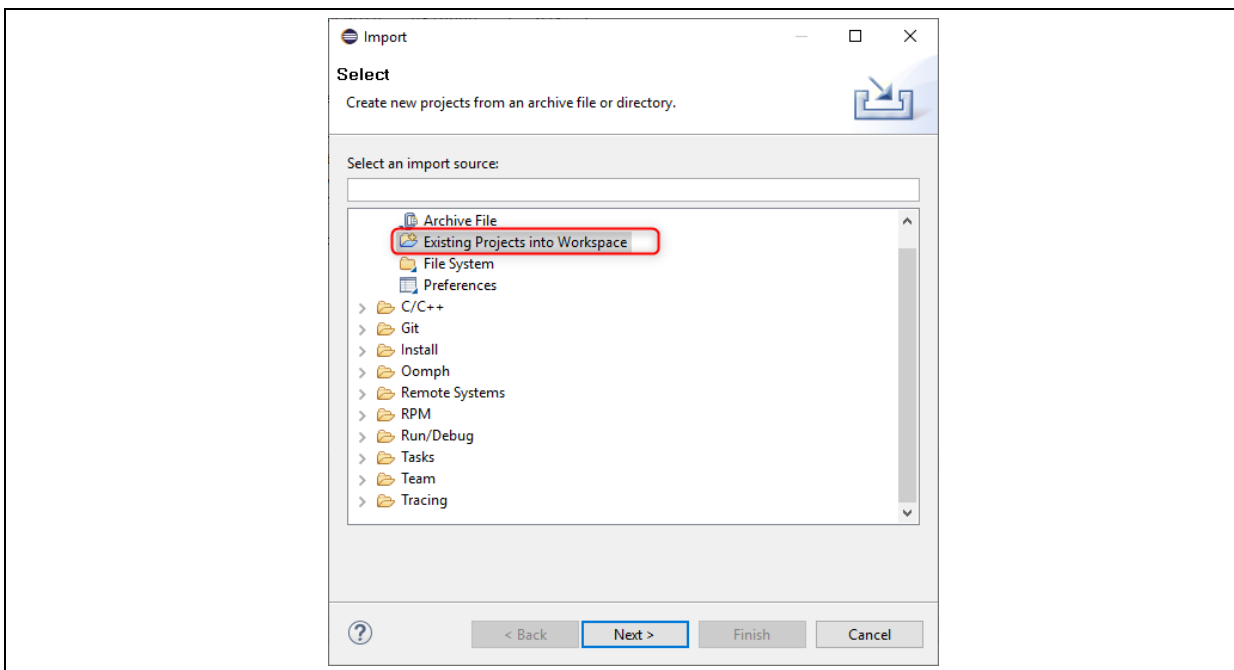 Import
Select
Create new projects from an archive file or directory.
Select an import source:
Archive File
Existing Projects into Workspace
File System
Preferences
C/C++
Git
Install
Oomph
Remote Systems
RPM
Run/Debug
Tasks
Team
Tracing
? < Back Next > Finish Cancel